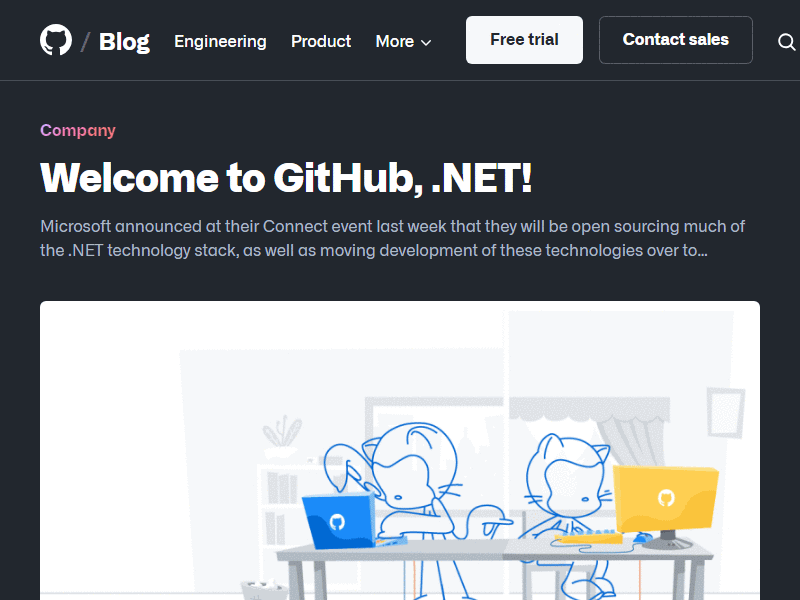 / Blog Engineering Product More Free trial Contact sales
Company
Welcome to GitHub, .NET!
Microsoft announced at their Connect event last week that they will be open sourcing much of
the .NET technology stack, as well as moving development of these technologies over to...